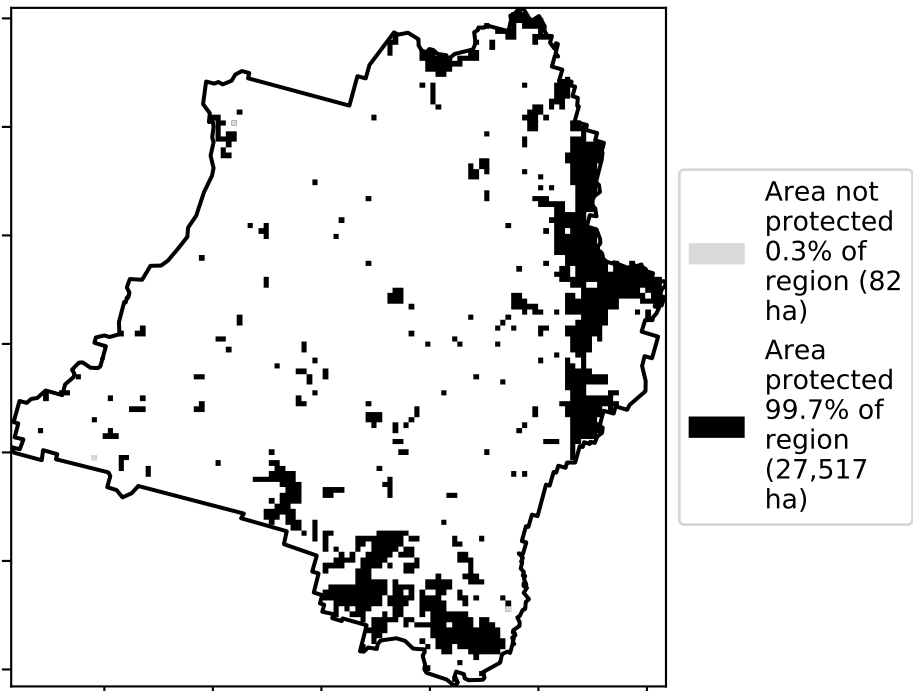 Area not
protected
0.3% of
region (82
ha)
Area
protected
99.7% of
region
(27,517
ha)